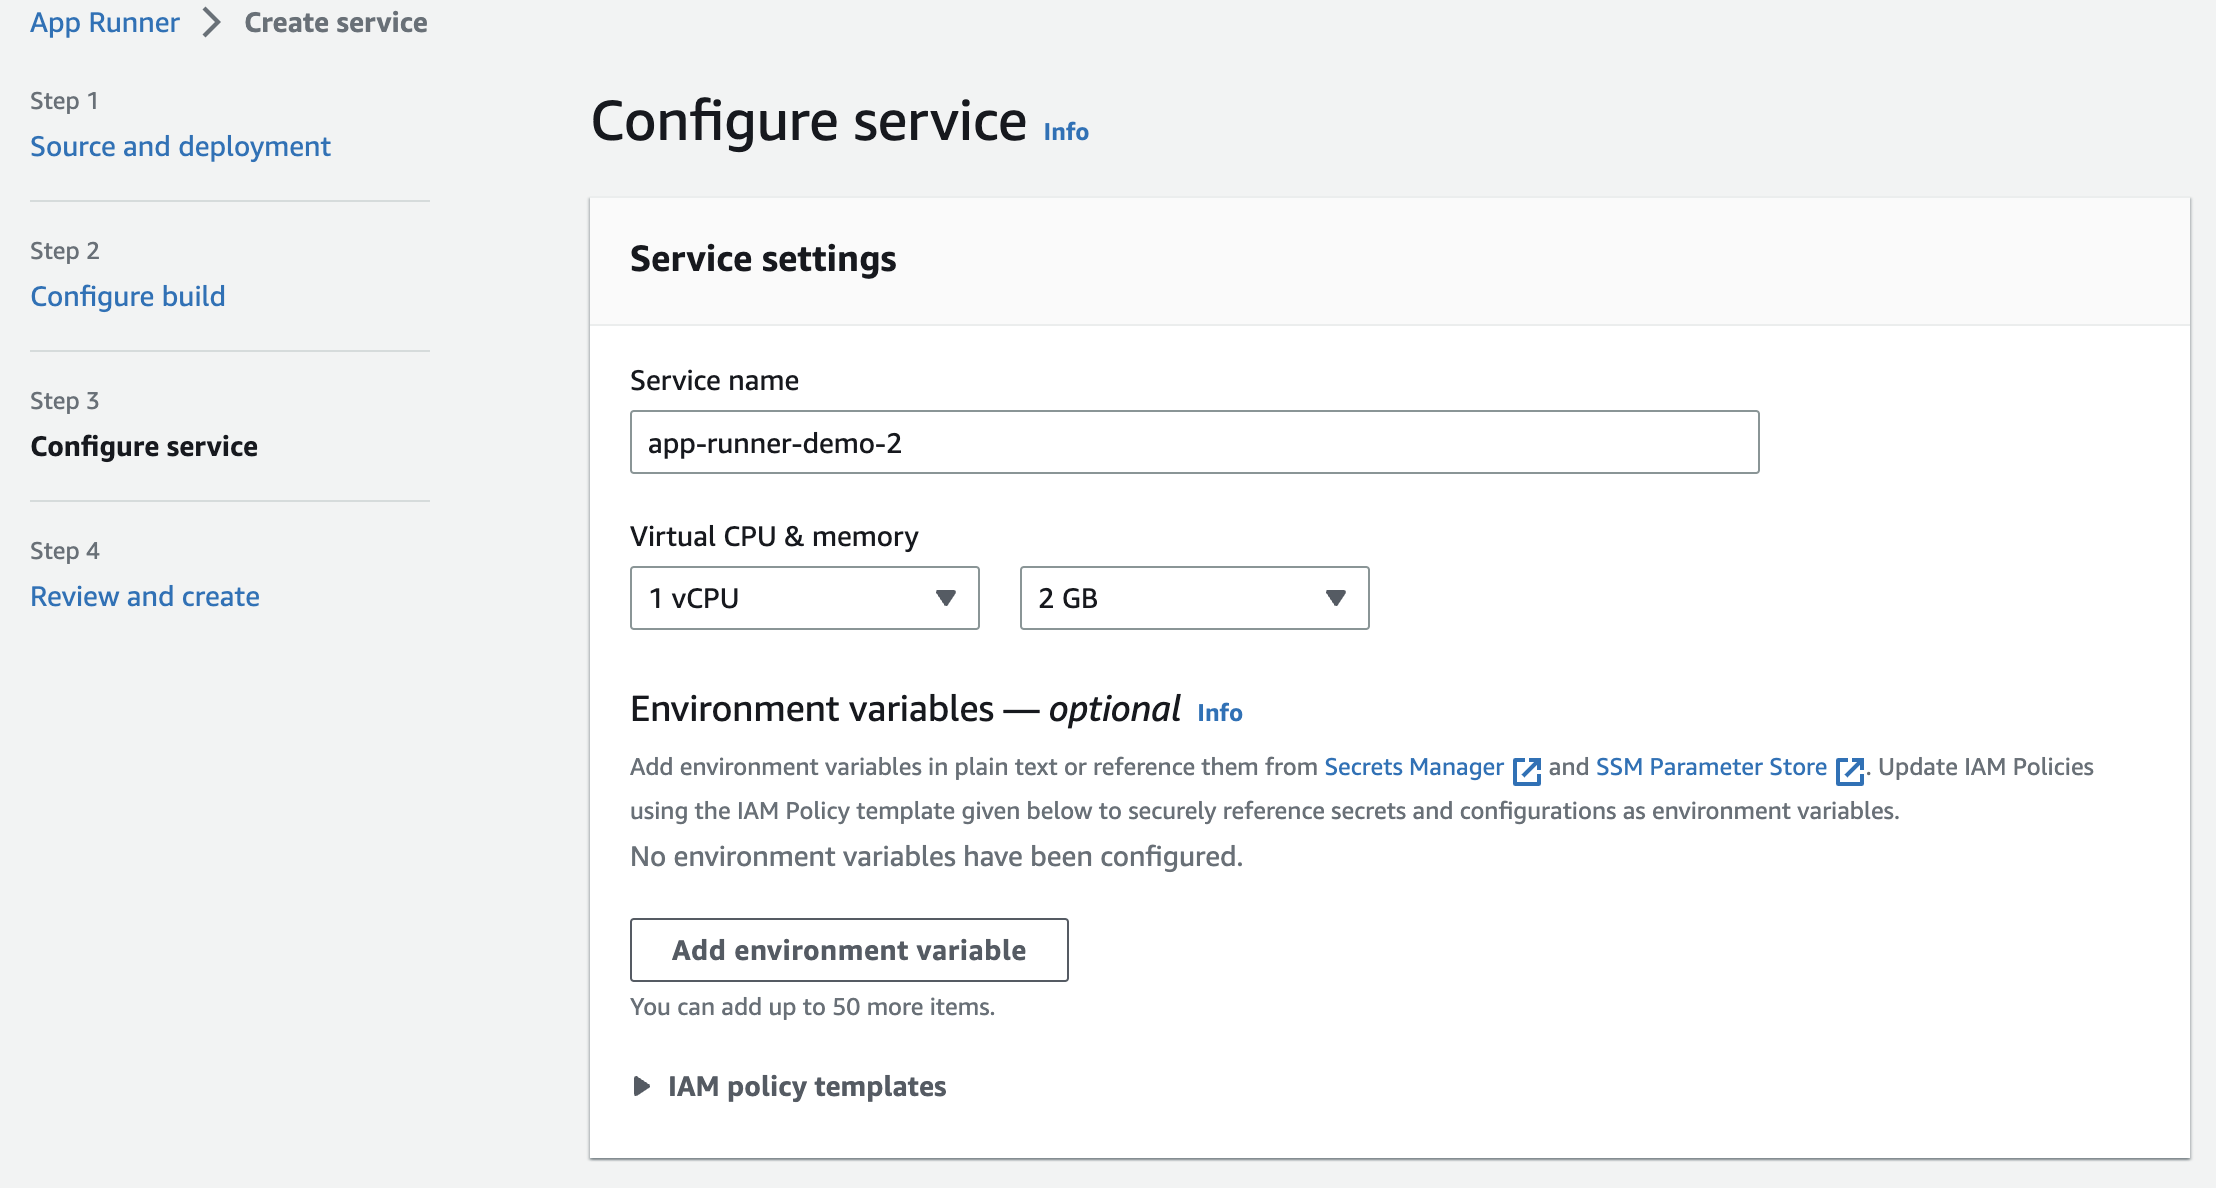 App Runner > Create service
Step 1
Source and deployment
Step 2
Configure build
Step 3
Configure service
Step 4
Review and create
Configure service Info
Service settings
Service name
app-runner-demo-2
Virtual CPU & memory
1 vCPU 2 GB
Environment variables — optional Info
Add environment variables in plain text or reference them from Secrets Manager and SSM Parameter Store. Update IAM Policies
using the IAM Policy template given below to securely reference secrets and configurations as environment variables.
No environment variables have been configured.
Add environment variable
You can add up to 50 more items.
IAM policy templates